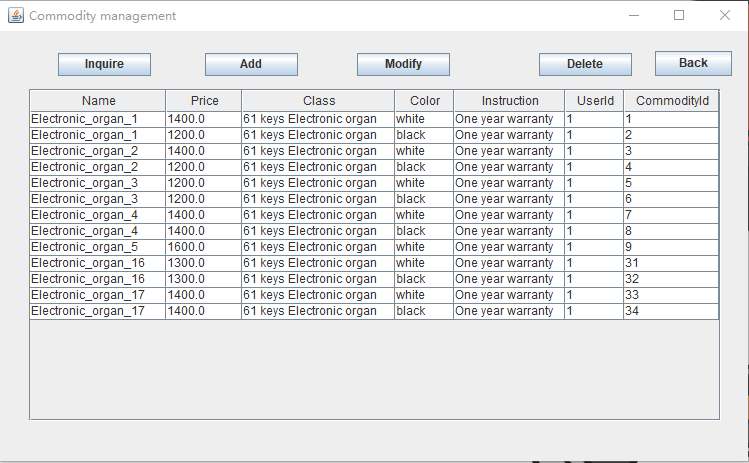 Commodity management
Inquire Add Modify Delete Back
Name Price Class Color Instruction UserId CommodityId
Electronic_organ_1 1400.0 61 keys Electronic organ white One year warranty 1 1
Electronic_organ_1 1200.0 61 keys Electronic organ black One year warranty 1 2
Electronic_organ_2 1400.0 61 keys Electronic organ white One year warranty 1 3
Electronic_organ_2 1200.0 61 keys Electronic organ black One year warranty 1 4
Electronic_organ_3 1200.0 61 keys Electronic organ white One year warranty 1 5
Electronic_organ_3 1200.0 61 keys Electronic organ black One year warranty 1 6
Electronic_organ_4 1400.0 61 keys Electronic organ white One year warranty 1 7
Electronic_organ_4 1400.0 61 keys Electronic organ black One year warranty 1 8
Electronic_organ_5 1600.0 61 keys Electronic organ white One year warranty 1 9
Electronic_organ_16 1300.0 61 keys Electronic organ white One year warranty 1 31
Electronic_organ_16 1300.0 61 keys Electronic organ black One year warranty 1 32
Electronic_organ_17 1400.0 61 keys Electronic organ white One year warranty 1 33
Electronic_organ_17 1400.0 61 keys Electronic organ black One year warranty 1 34